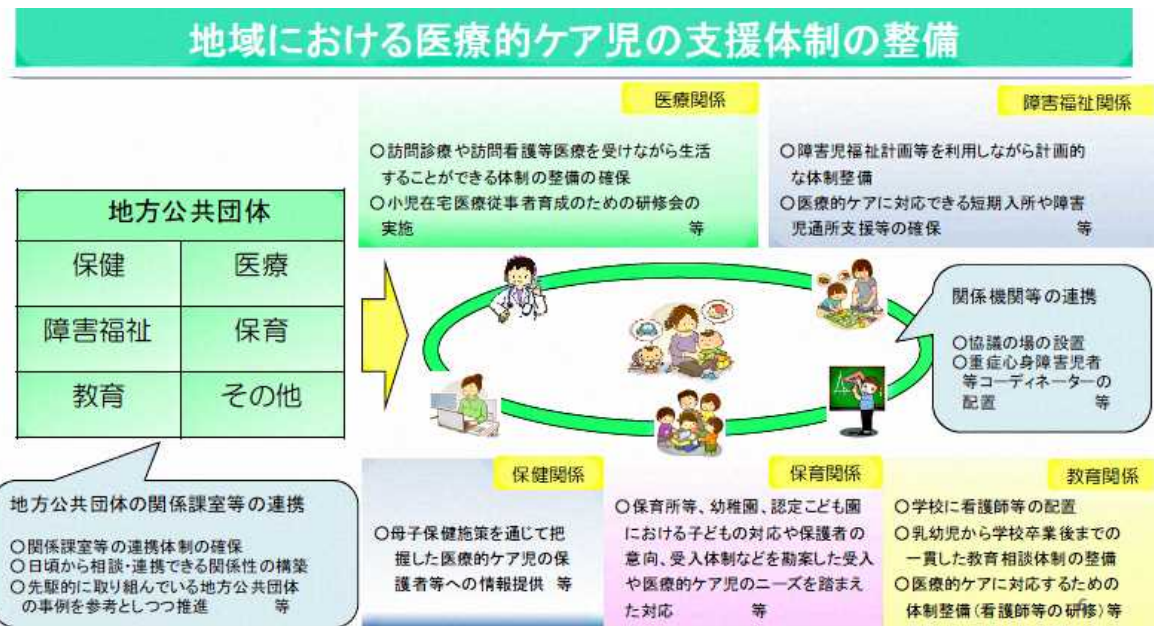 地域における医療的ケア児の支援体制の整備
医療関係
○訪問診療や訪問看護等医療を受けながら生活
することができる体制の整備の確保
○小児在宅医療従事者育成のための研修会の
実施 等
障害福祉関係
○障害児福祉計画等を利用しながら計画的
な体制整備
○医療的ケアに対応できる短期入所や障害
児通所支援等の確保 等
地方公共団体
保健 医療
障害福祉 保育
教育 その他
関係機関等の連携
○協議の場の設置
○重症心身障害児者
等コーディネーターの
配置 等
地方公共団体の関係課室等の連携
○関係課室等の連携体制の確保
○日頃から相談・連携できる関係性の構築
○先駆的に取り組んでいる地方公共団体
の事例を参考としつつ推進 等
保健関係
○母子保健施策を通じて把
握した医療的ケア児の保
護者等への情報提供 等
保育関係
○保育所等、幼稚園、認定こども園
における子どもの対応や保護者の
意向、受入体制などを勘案した受入
や医療的ケア児のニーズを踏まえ
た対応 等
教育関係
○学校に看護師等の配置
○乳幼児から学校卒業後までの
一貫した教育相談体制の整備
○医療的ケアに対応するための
体制整備(看護師等の研修)等